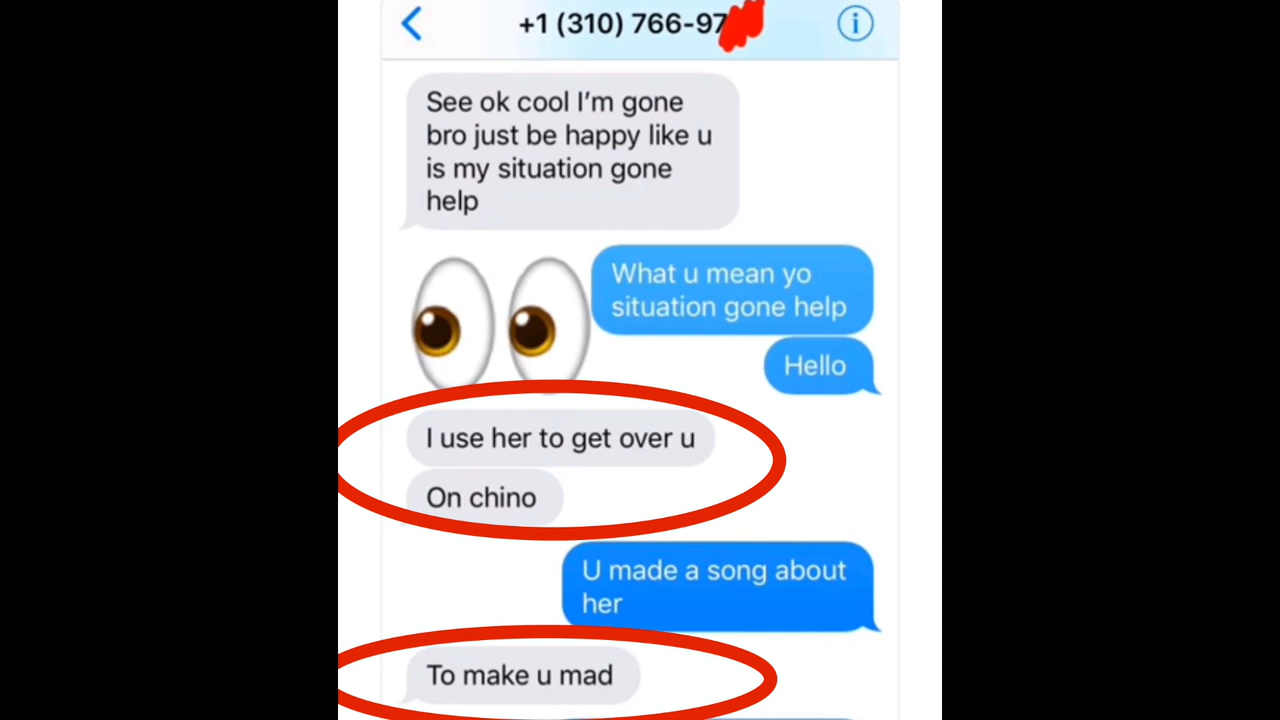 +1 (310) 766-97
See ok cool I’m gone
bro just be happy like u
is my situation gone
help
What u mean yo
situation gone help
Hello
I use her to get over u
On chino
U made a song about
her
To make u mad